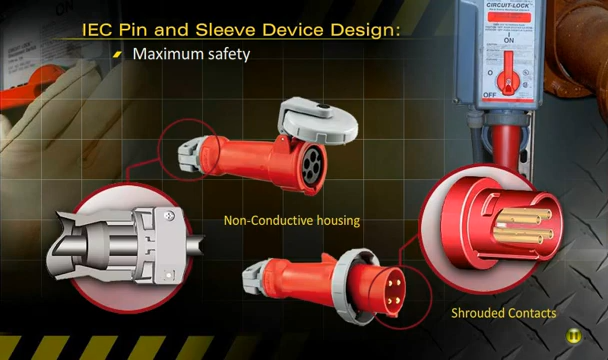 IEC Pin and Sleeve Device Design:
Maximum safety
CIRCUIT-LOCK
I
ON
O
OFF
Non-Conductive housing
Shrouded Contacts